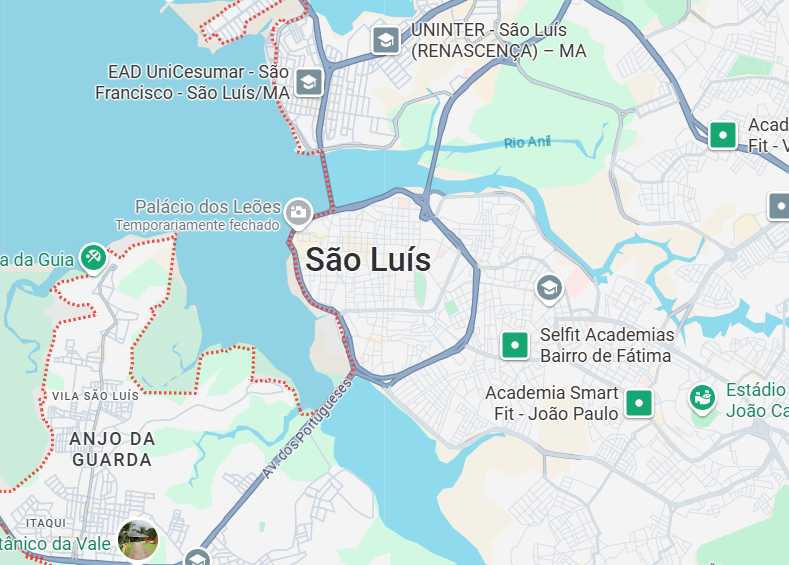 UNINTER - São Luís
(RENASCENÇA) – MA
EAD UniCesumar - São
Francisco - São Luís/MA
Acad
Fit - V
Rio Anil
Palácio dos Leões
Temporariamente fechado
São Luís
a da Guia
Selfit Academias
Bairro de Fátima
Academia Smart
Fit - João Paulo
Estádio
João Ca
VILA SÃO LUÍS
ANJO DA
GUARDA
Av. dos Portugueses
ITAQUI
tânico da Vale